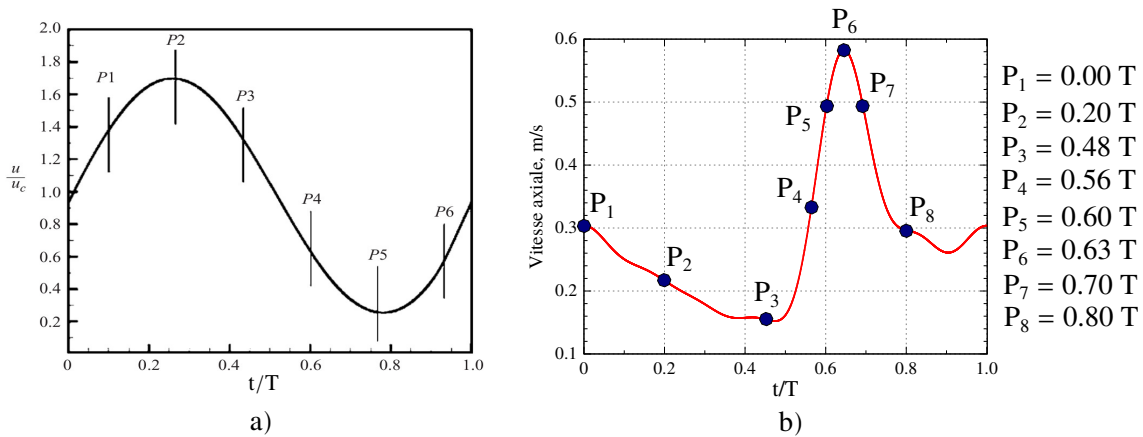 2.0
1.8
1.6
1.4
1.2
1.0
0.8
0.6
0.4
0.2
u
u_c
P1
P2
P3
P4
P5
P6
0 0.2 0.4 0.6 0.8 1.0
t/T
a)
Vitesse axiale, m/s
0.6
0.5
0.4
0.3
0.2
0.1
P₁
P₂
P₃
P₄
P₅
P₆
P₇
P₈
0 0.2 0.4 0.6 0.8 1.0
t/T
b)
P₁ = 0.00 T
P₂ = 0.20 T
P₃ = 0.48 T
P₄ = 0.56 T
P₅ = 0.60 T
P₆ = 0.63 T
P₇ = 0.70 T
P₈ = 0.80 T